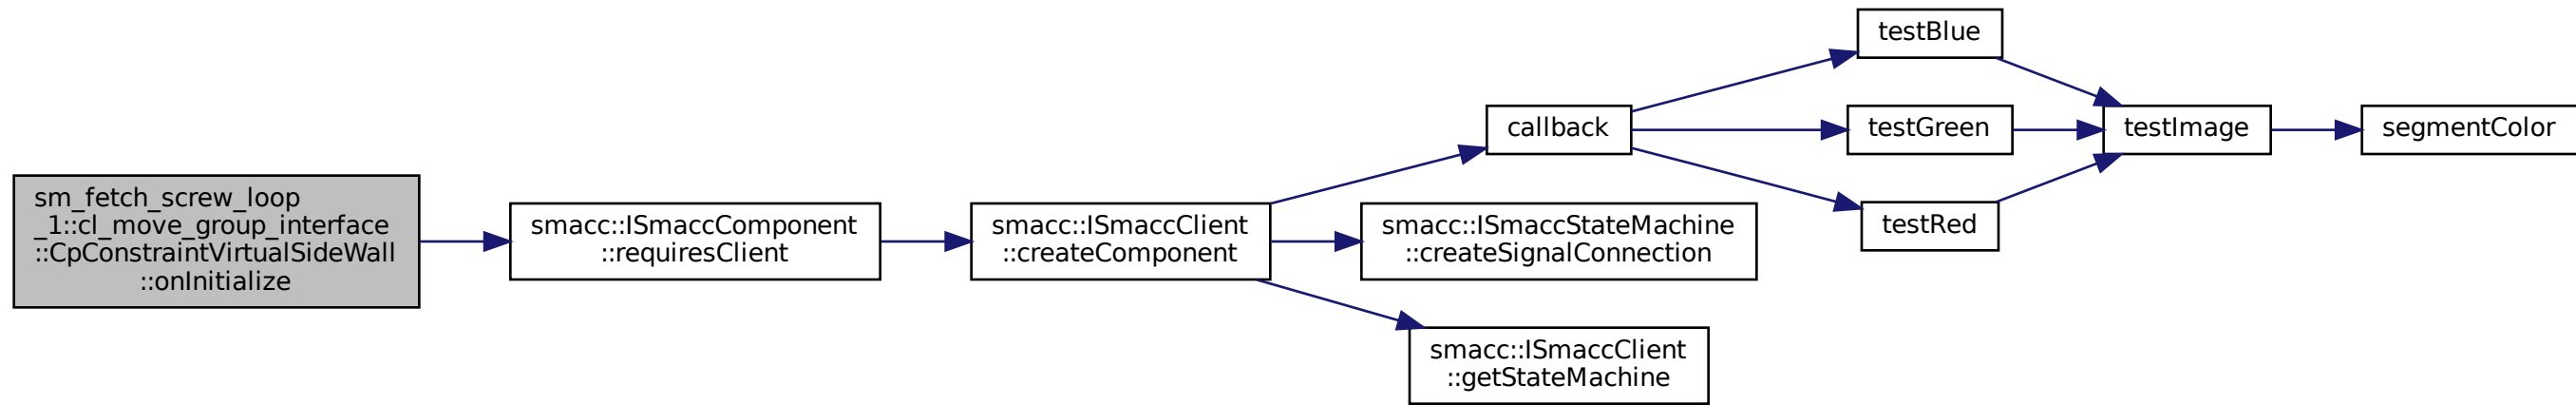 sm_fetch_screw_loop
_1::cl_move_group_interface
::CpConstraintVirtualSideWall
::onInitialize
smacc::ISmaccComponent
::requiresClient
smacc::ISmaccClient
::createComponent
callback
smacc::ISmaccStateMachine
::createSignalConnection
smacc::ISmaccClient
::getStateMachine
testBlue
testGreen
testRed
testImage
segmentColor